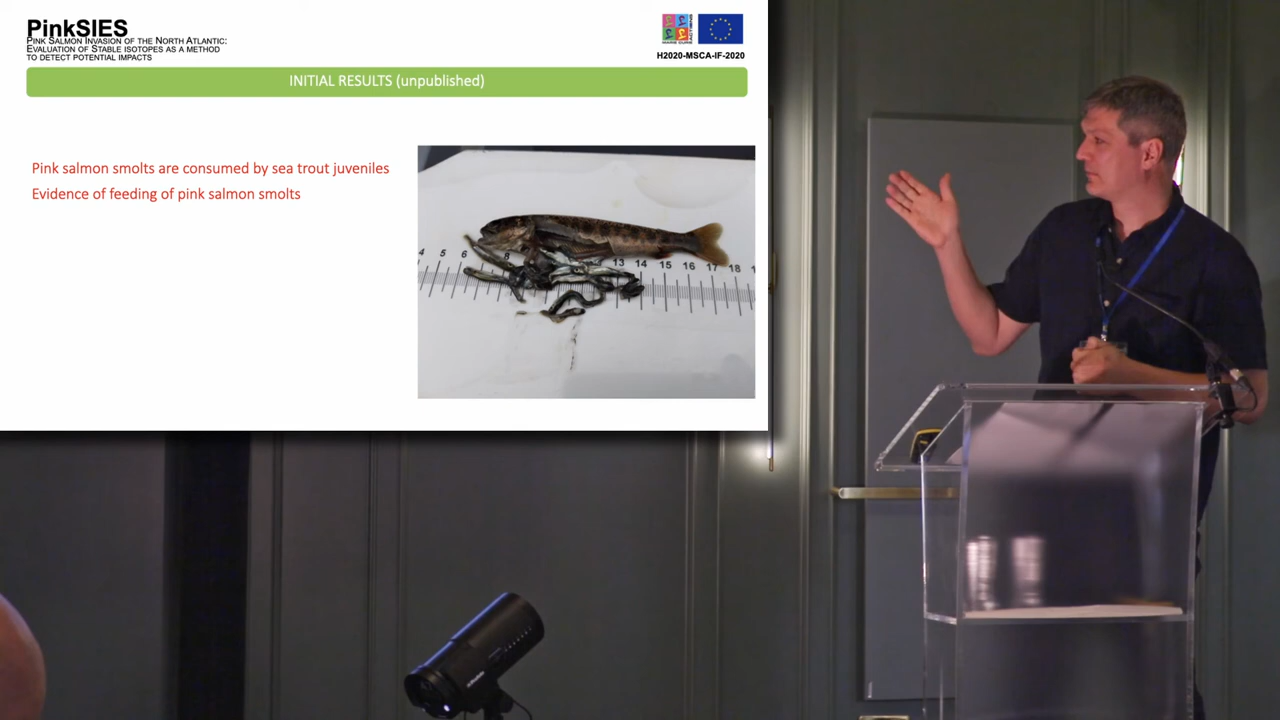 PinkSIES
Pink Salmon Invasion of the North Atlantic:
Evaluation of Stable isotopes as a method
to detect potential impacts
H2020-MSCA-IF-2020
INITIAL RESULTS (unpublished)
Pink salmon smolts are consumed by sea trout juveniles
Evidence of feeding of pink salmon smolts
4 5 6 8 13 14 15 16 17 18